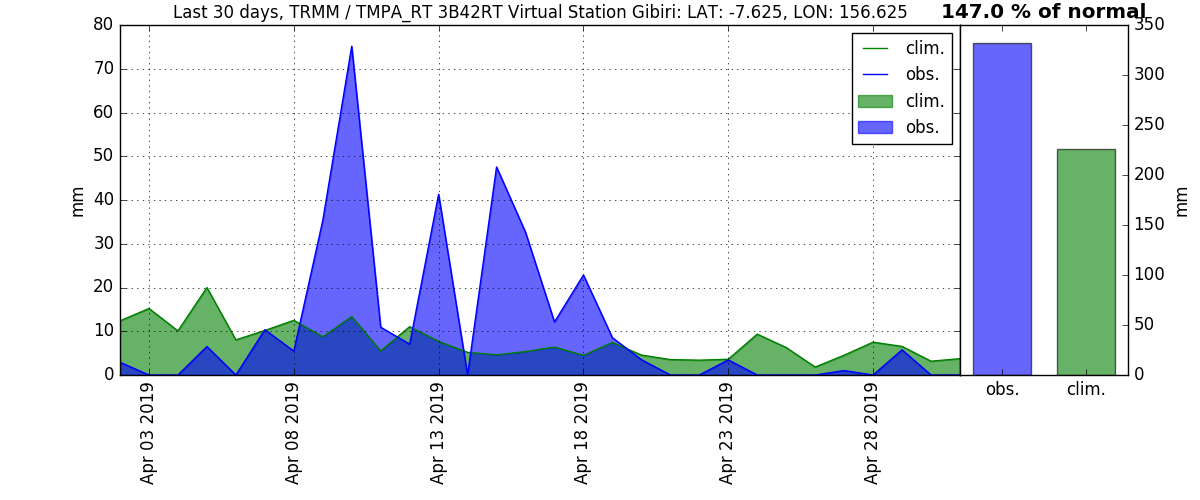 Last 30 days, TRMM / TMPA_RT 3B42RT Virtual Station Gibiri: LAT: -7.625, LON: 156.625
147.0 % of normal
80
70
60
50
40
30
20
10
0
mm
clim.
obs.
clim.
obs.
Apr 03 2019
Apr 08 2019
Apr 13 2019
Apr 18 2019
Apr 23 2019
Apr 28 2019
350
300
250
200
150
100
50
0
mm
obs.
clim.